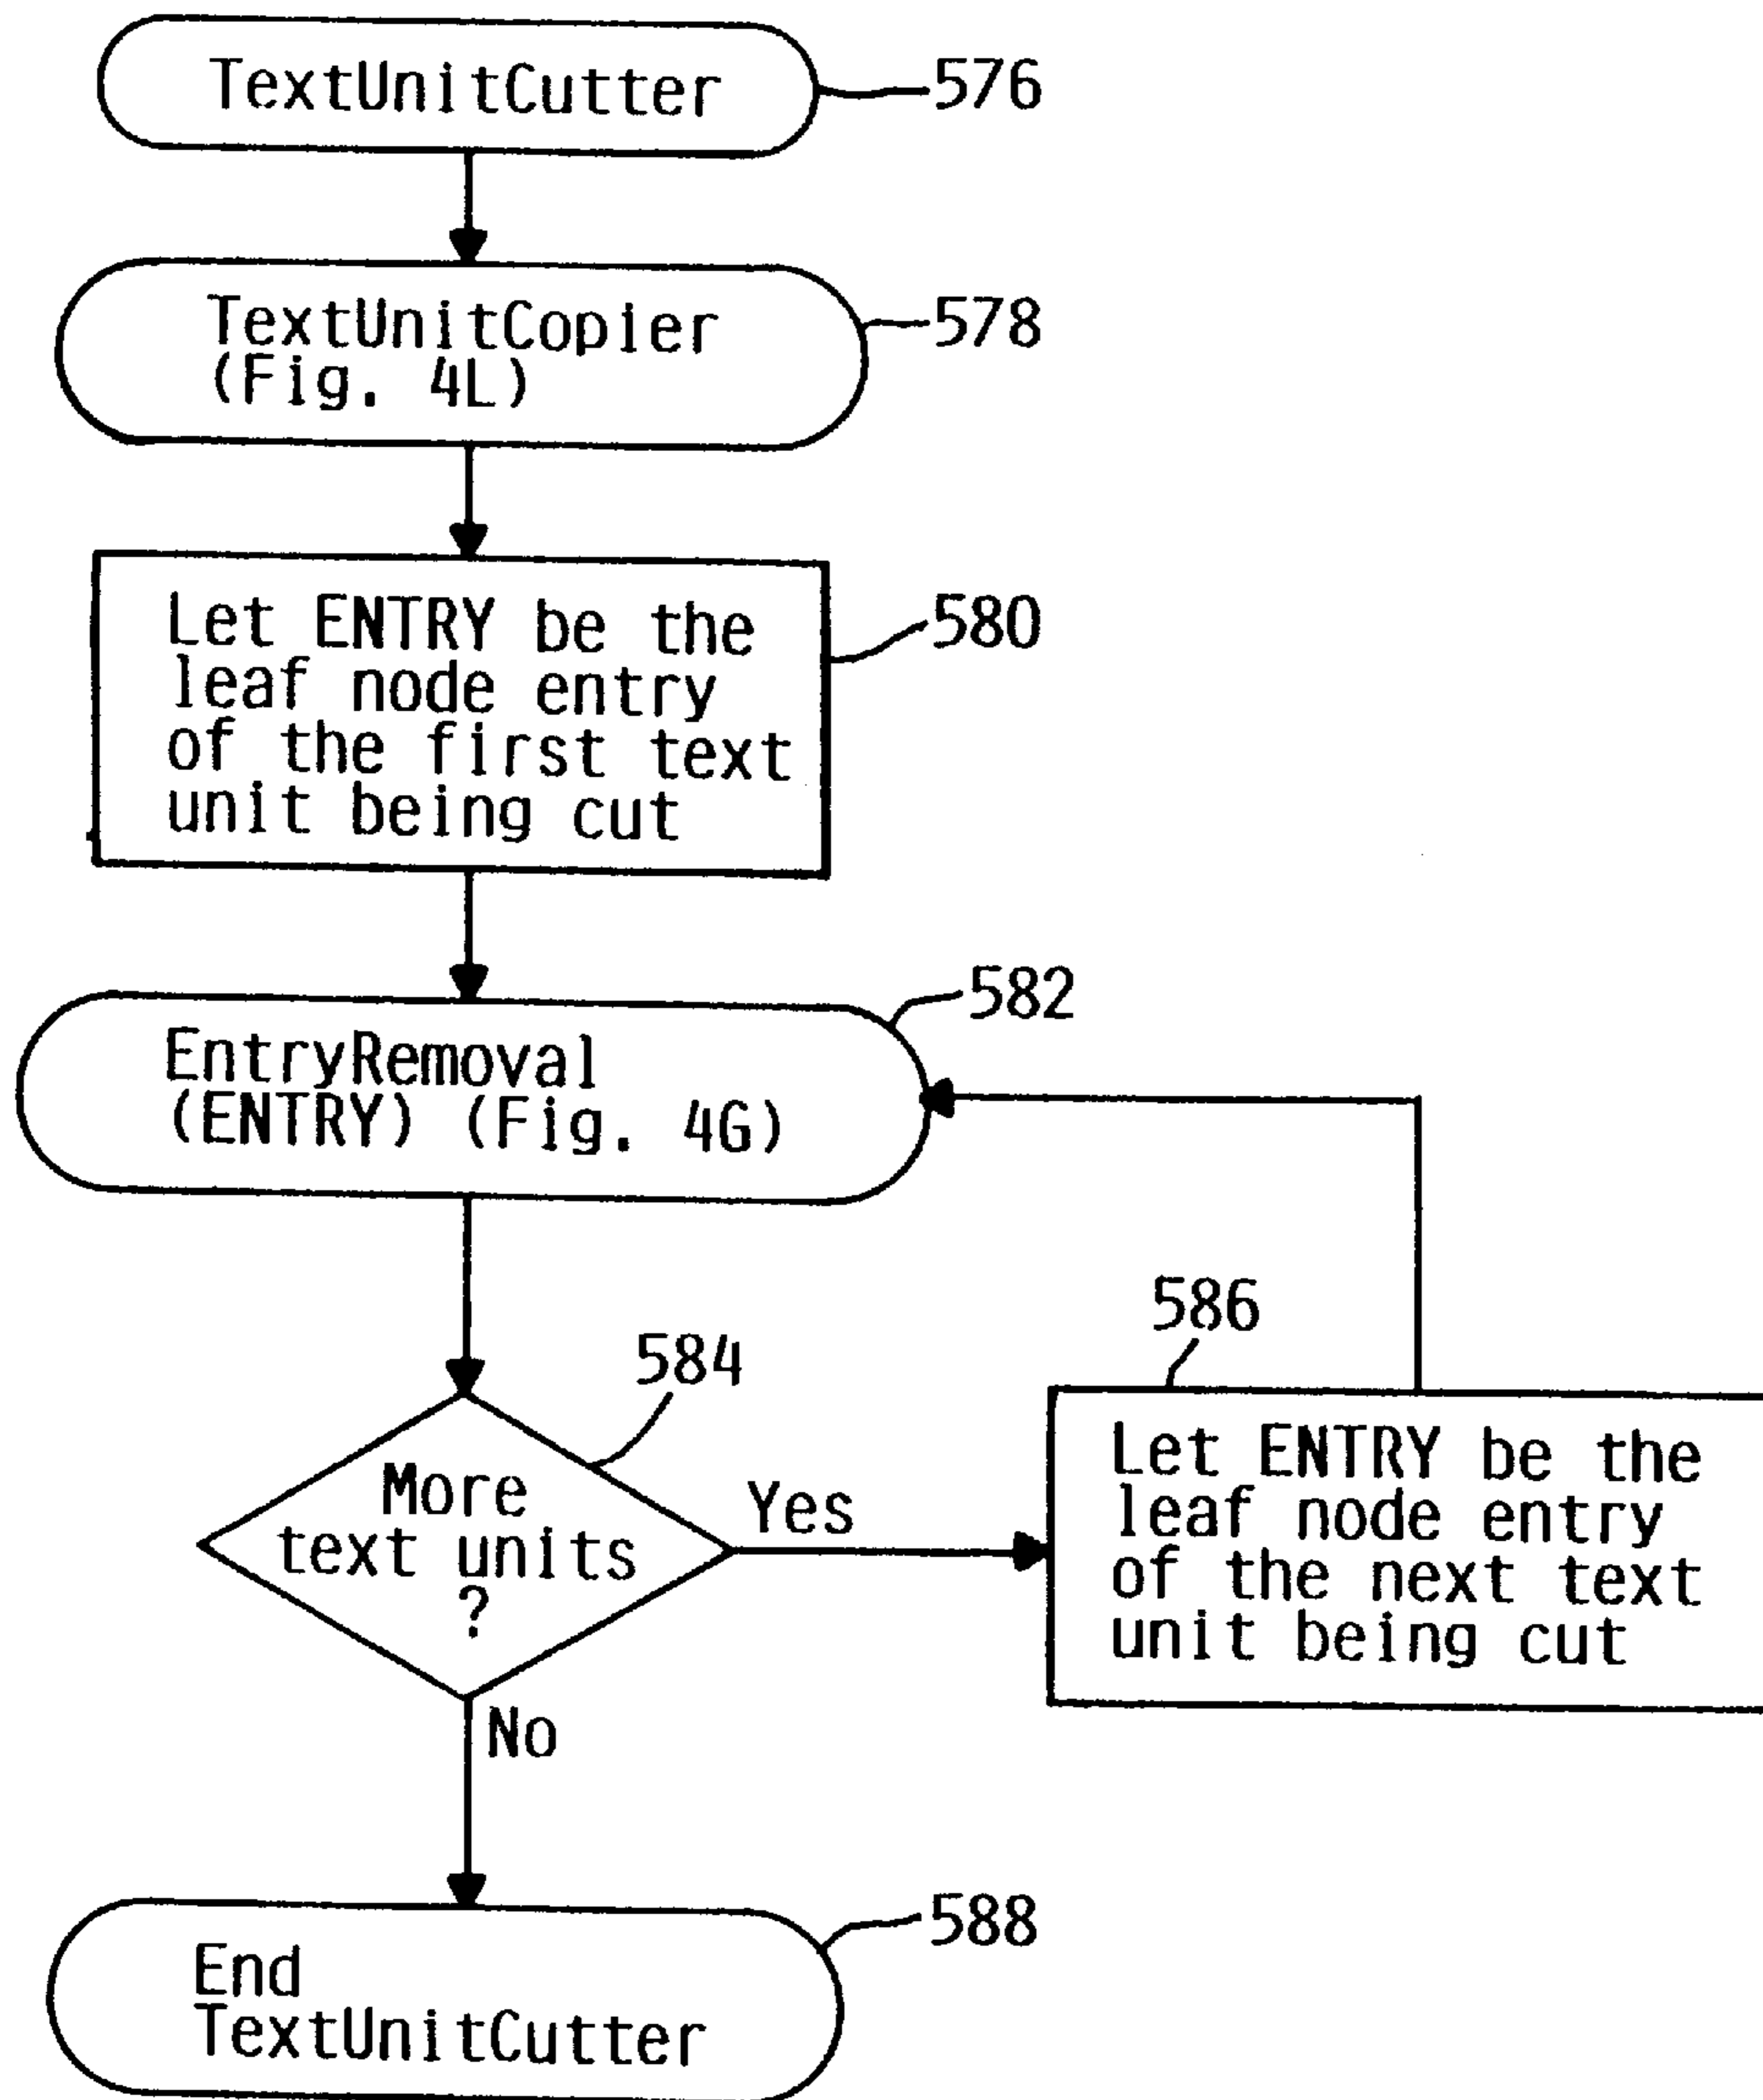 TextUnitCutter
576
TextUnitCopier
(Fig. 4L)
578
Let ENTRY be the
leaf node entry
of the first text
unit being cut
580
EntryRemoval
(ENTRY) (Fig. 4G)
582
More
text units
?
584
Yes
586
Let ENTRY be the
leaf node entry
of the next text
unit being cut
No
End
TextUnitCutter
588